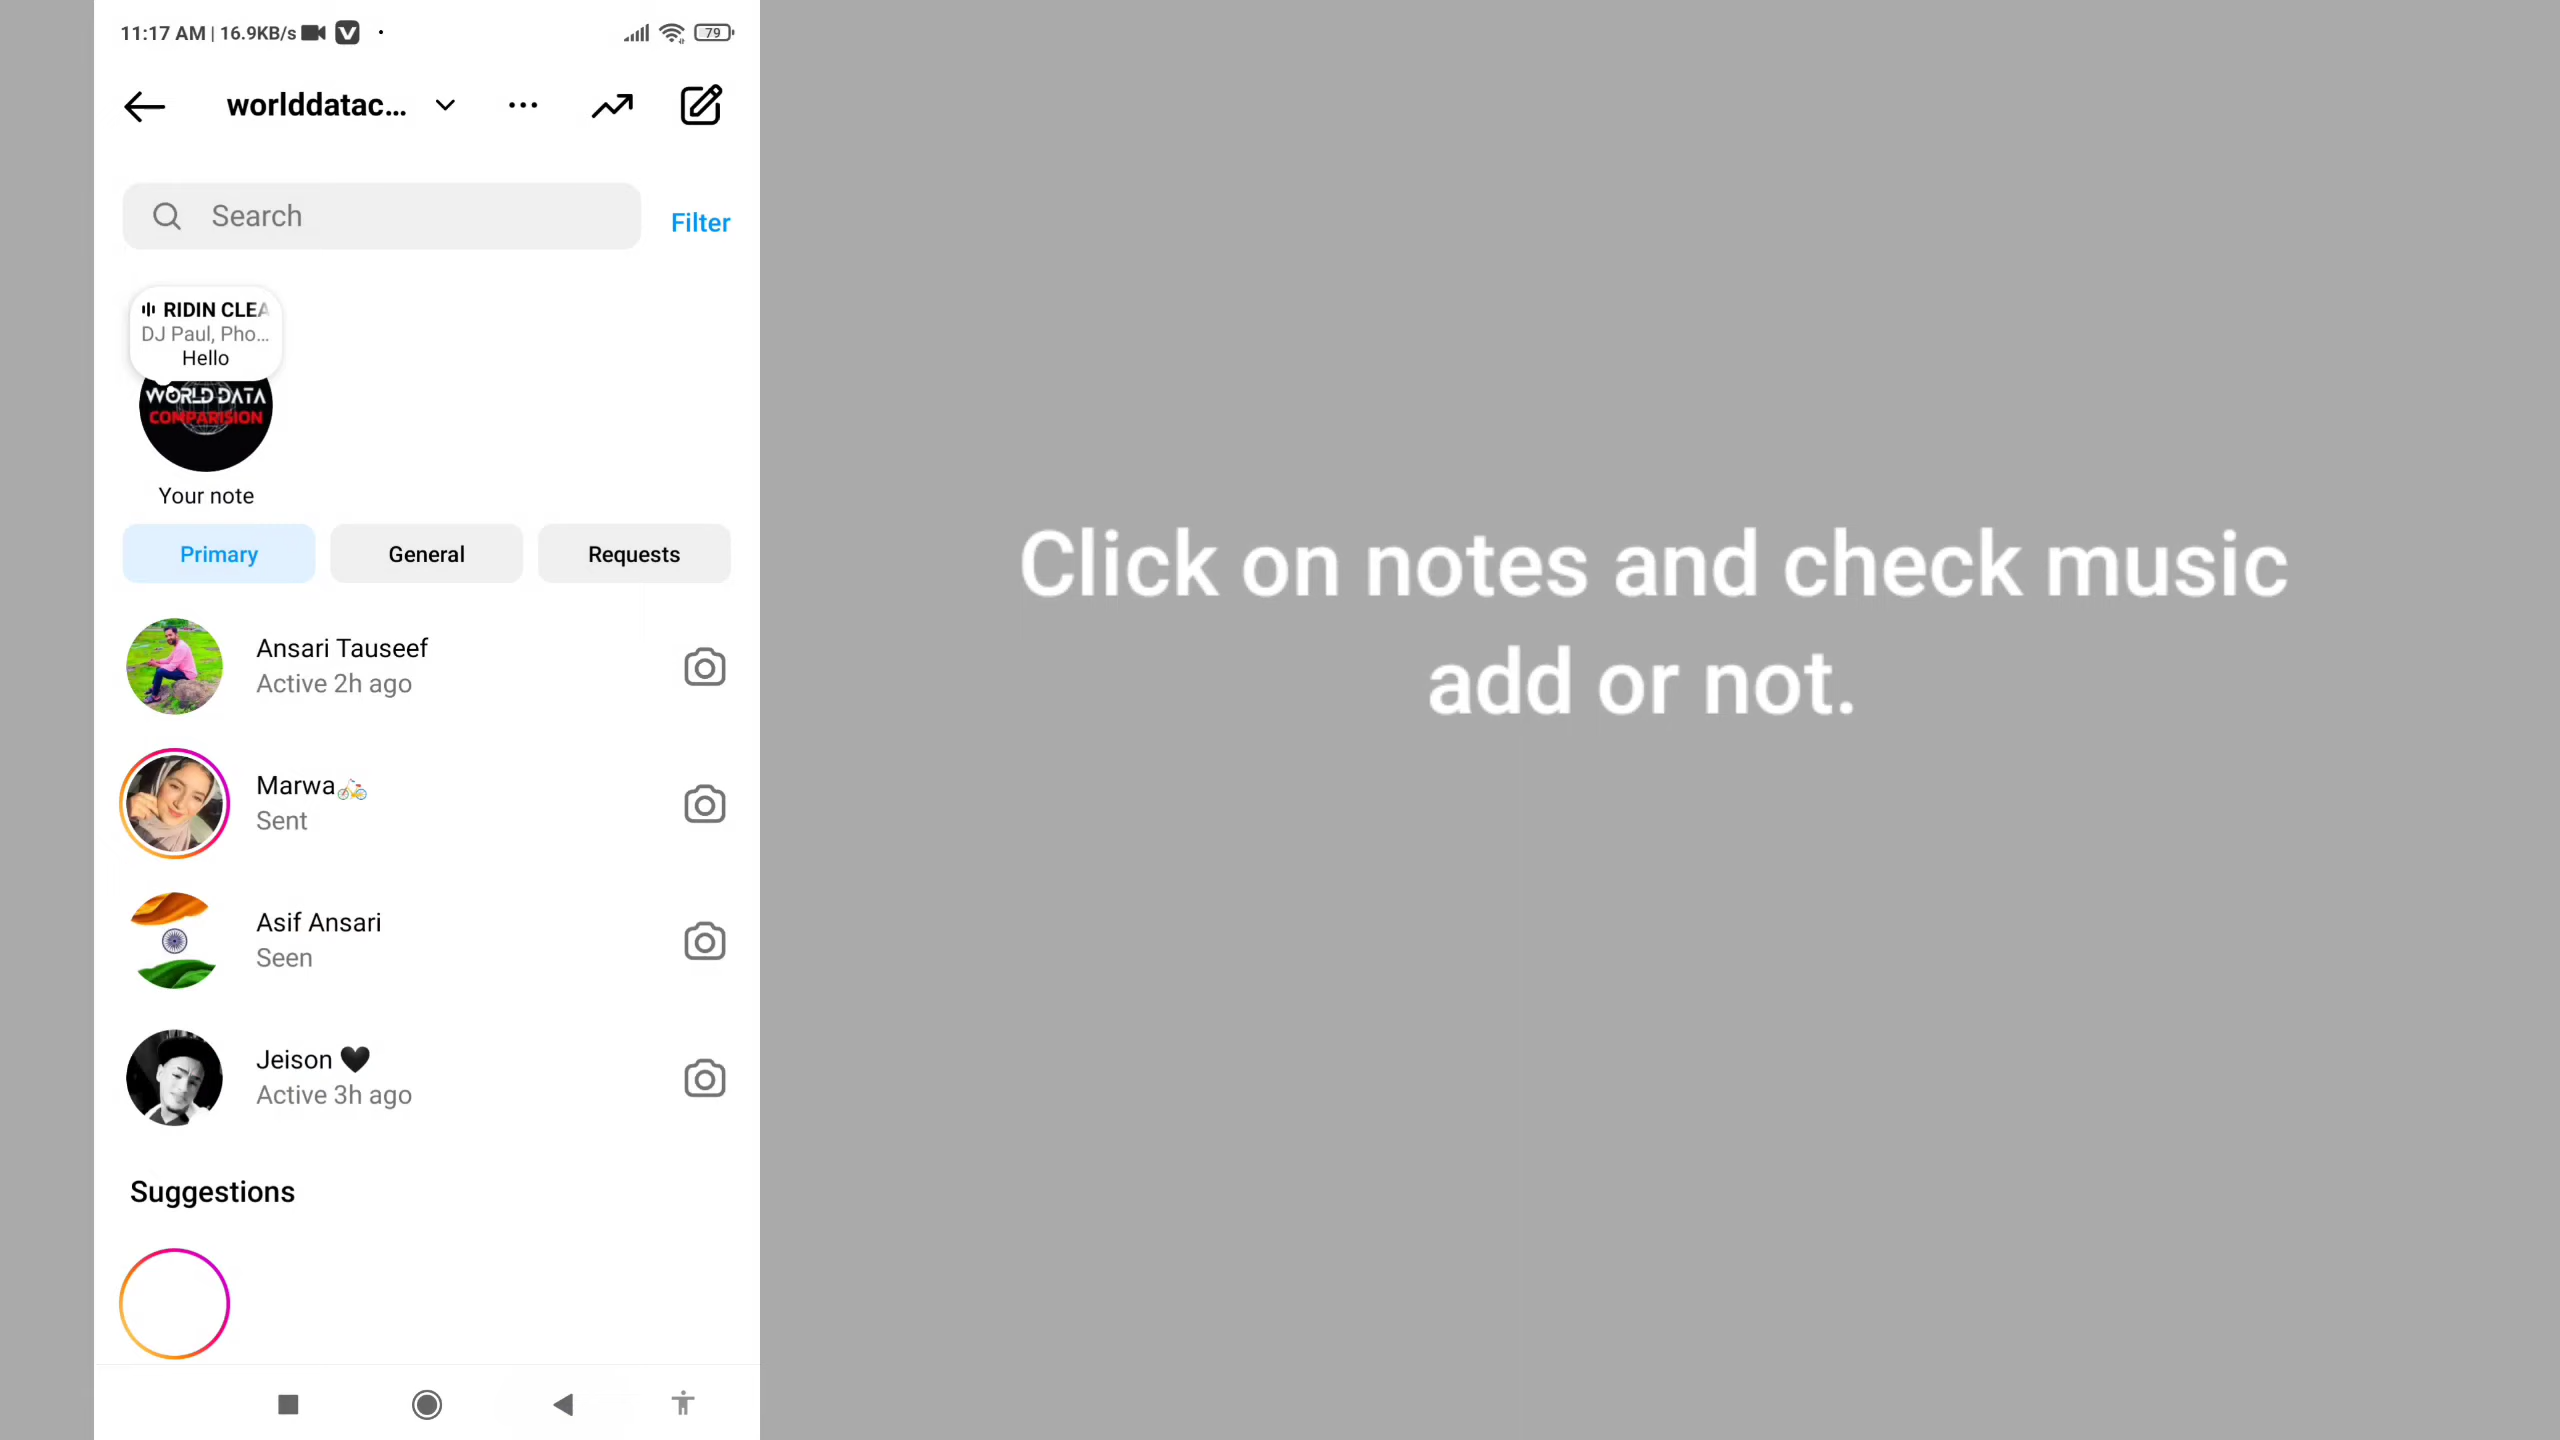 11:17 AM | 16.9KB/s
79
worlddatac...
Search
Filter
RIDIN CLEA
DJ Paul, Pho...
Hello
WORLD DATA
COMPARISION
Your note
Primary
General
Requests
Ansari Tauseef
Active 2h ago
Marwa🚲
Sent
Asif Ansari
Seen
Jeison 🖤
Active 3h ago
Suggestions
Click on notes and check music
add or not.